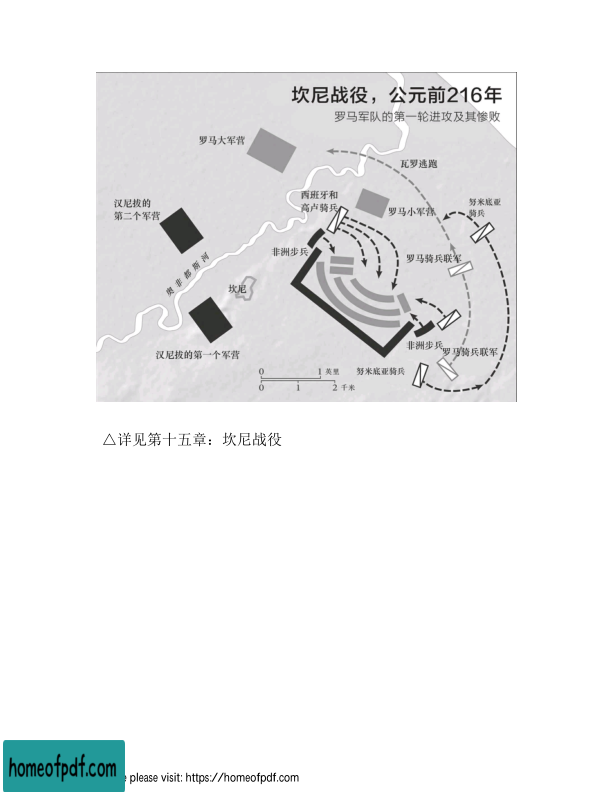 坎尼战役，公元前216年
罗马军队的第一轮进攻及其惨败
罗马大军营
瓦罗逃跑
西班牙和
高卢骑兵
努米底亚
骑兵
汉尼拔的
第二个军营
罗马小军营
非洲步兵
罗马骑兵联军
奥非都斯河
坎尼
非洲步兵
罗马骑兵联军
汉尼拔的第一个军营
努米底亚骑兵
0 1 英里
0 1 2 千米
△详见第十五章：坎尼战役
homeofpdf.com
please visit: https://homeofpdf.com